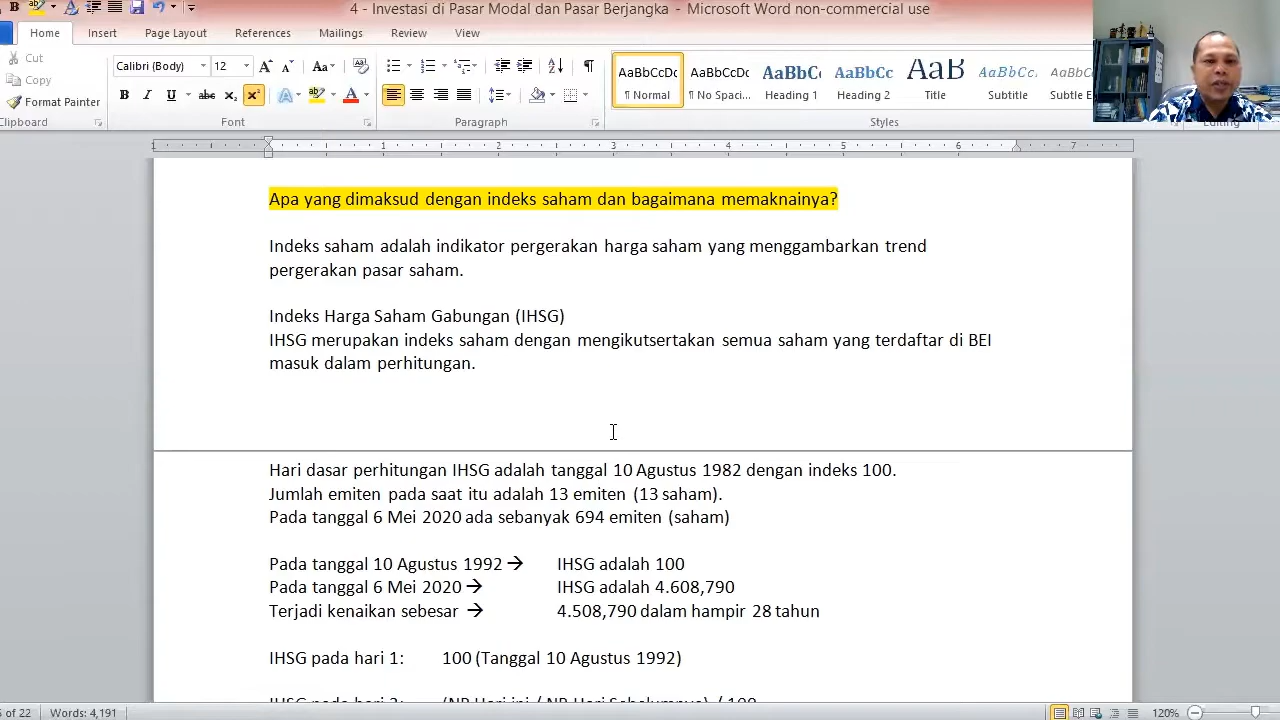 4 - Investasi di Pasar Modal dan Pasar Berjangka - Microsoft Word non-commercial use
Home Insert Page Layout References Mailings Review View
Cut
Copy
Format Painter
Clipboard
Calibri (Body) 12
Font
Paragraph
AaBbCcDc AaBbCcDc AaBbC AaBbCc AaB AaBbCc
¶ Normal ¶ No Spaci... Heading 1 Heading 2 Title Subtitle Subtle E
Styles
Editing
1 1 2 3 4 5 6 7
Apa yang dimaksud dengan indeks saham dan bagaimana memaknainya?
Indeks saham adalah indikator pergerakan harga saham yang menggambarkan trend
pergerakan pasar saham.
Indeks Harga Saham Gabungan (IHSG)
IHSG merupakan indeks saham dengan mengikutsertakan semua saham yang terdaftar di BEI
masuk dalam perhitungan.
Hari dasar perhitungan IHSG adalah tanggal 10 Agustus 1982 dengan indeks 100.
Jumlah emiten pada saat itu adalah 13 emiten (13 saham).
Pada tanggal 6 Mei 2020 ada sebanyak 694 emiten (saham)
Pada tanggal 10 Agustus 1992 → IHSG adalah 100
Pada tanggal 6 Mei 2020 → IHSG adalah 4.608,790
Terjadi kenaikan sebesar → 4.508,790 dalam hampir 28 tahun
IHSG pada hari 1: 100 (Tanggal 10 Agustus 1992)
of 22 Words: 4,191 120%